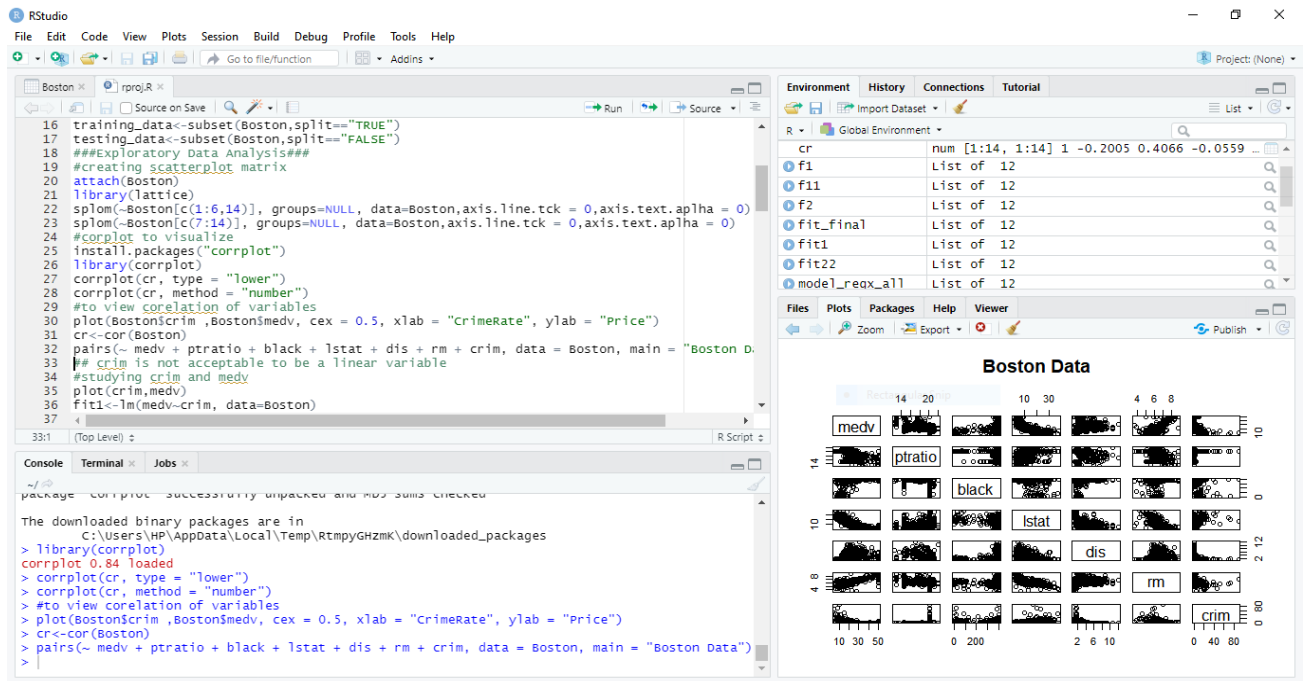 RStudio
File Edit Code View Plots Session Build Debug Profile Tools Help
Go to file/function Addins Project: (None)
Boston rproj.R
Source on Save Run Source
16 training_data<-subset(Boston,split=="TRUE")
17 testing_data<-subset(Boston,split=="FALSE")
18 ###Exploratory Data Analysis###
19 #creating scatterplot matrix
20 attach(Boston)
21 library(lattice)
22 splom(~Boston[c(1:6,14)], groups=NULL, data=Boston,axis.line.tck = 0,axis.text.aplha = 0)
23 splom(~Boston[c(7:14)], groups=NULL, data=Boston,axis.line.tck = 0,axis.text.aplha = 0)
24 #corplot to visualize
25 install.packages("corrplot")
26 library(corrplot)
27 corrplot(cr, type = "lower")
28 corrplot(cr, method = "number")
29 #to view corelation of variables
30 plot(Boston$crim ,Boston$medv, cex = 0.5, xlab = "CrimeRate", ylab = "Price")
31 cr<-cor(Boston)
32 pairs(~ medv + ptratio + black + lstat + dis + rm + crim, data = Boston, main = "Boston D
33 ## crim is not acceptable to be a linear variable
34 #studying crim and medv
35 plot(crim,medv)
36 fit1<-lm(medv~crim, data=Boston)
37
33:1 (Top Level) R Script
Console Terminal Jobs
~/
package 'corrplot' successfully unpacked and MD5 sums checked
The downloaded binary packages are in
C:\Users\HP\AppData\Local\Temp\RtmpyGHzmK\downloaded_packages
> library(corrplot)
corrplot 0.84 loaded
> corrplot(cr, type = "lower")
> corrplot(cr, method = "number")
> #to view corelation of variables
> plot(Boston$crim ,Boston$medv, cex = 0.5, xlab = "CrimeRate", ylab = "Price")
> cr<-cor(Boston)
> pairs(~ medv + ptratio + black + lstat + dis + rm + crim, data = Boston, main = "Boston Data")
>
Environment History Connections Tutorial
Import Dataset List
R Global Environment
cr num [1:14, 1:14] 1 -0.2005 0.4066 -0.0559 …
f1 List of 12
f11 List of 12
f2 List of 12
fit_final List of 12
fit1 List of 12
fit22 List of 12
model_regx_all List of 12
Files Plots Packages Help Viewer
Zoom Export Publish
Boston Data
14 20 10 30 4 6 8
medv 10
14 ptratio
black 0
10 lstat
dis 2 12
4 8 rm
crim 0 80
10 30 50 0 200 2 6 10 0 40 80